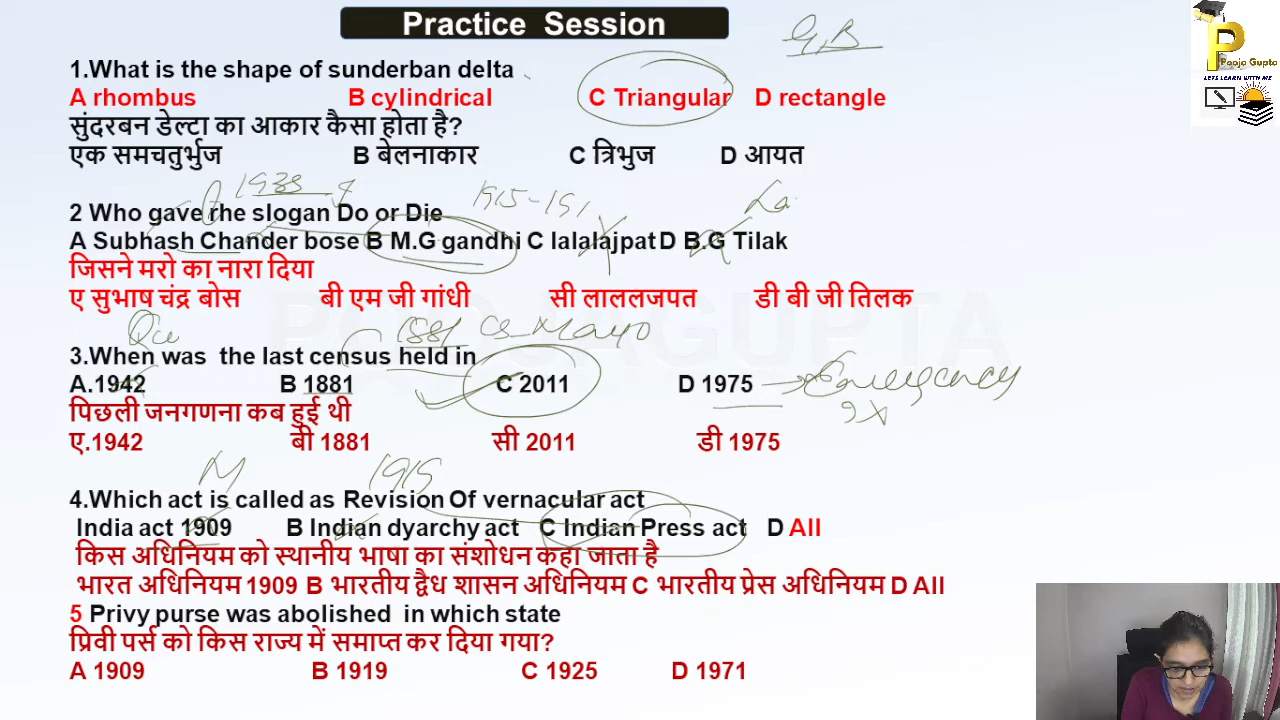 Practice Session
G,B
P
Pooja Gupta
LETS LEARN WITH ME
1.What is the shape of sunderban delta
A rhombus B cylindrical C Triangular D rectangle
सुंदरबन डेल्टा का आकार कैसा होता है?
एक समचतुर्भुज B बेलनाकार C त्रिभुज D आयत
1915-191
La
2 Who gave rhe slogan Do or Die
A Subhash Chander bose B M.G gandhi C lalalajpat D B.G Tilak
जिसने मरो का नारा दिया
ए सुभाष चंद्र बोस बी एम जी गांधी सी लाललजपत डी बी जी तिलक
POOJA GUPTA
1881 Mayo
3.When was the last census held in
A.1942 B 1881 C 2011 D 1975 Emergency
पिछली जनगणना कब हुई थी
ए.1942 बी 1881 सी 2011 डी 1975
M 1915
4.Which act is called as Revision Of vernacular act
India act 1909 B Indian dyarchy act C Indian Press act D All
किस अधिनियम को स्थानीय भाषा का संशोधन कहा जाता है
भारत अधिनियम 1909 B भारतीय द्वैध शासन अधिनियम C भारतीय प्रेस अधिनियम D All
5 Privy purse was abolished in which state
प्रिवी पर्स को किस राज्य में समाप्त कर दिया गया?
A 1909 B 1919 C 1925 D 1971